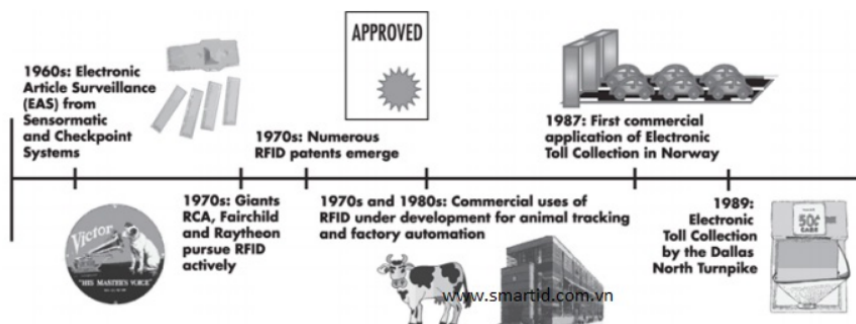 APPROVED
1960s: Electronic
Article Surveillance
(EAS) from
Sensormatic
and Checkpoint
Systems
1970s: Numerous
RFID patents emerge
1987: First commercial
application of Electronic
Toll Collection in Norway
1970s: Giants
RCA, Fairchild
and Raytheon
pursue RFID
actively
1970s and 1980s: Commercial uses of
RFID under development for animal tracking
and factory automation
1989:
Electronic
Toll Collection
by the Dallas
North Turnpike
Victor
"HIS MASTER'S VOICE"
50¢
CARS
www.smartid.com.vn